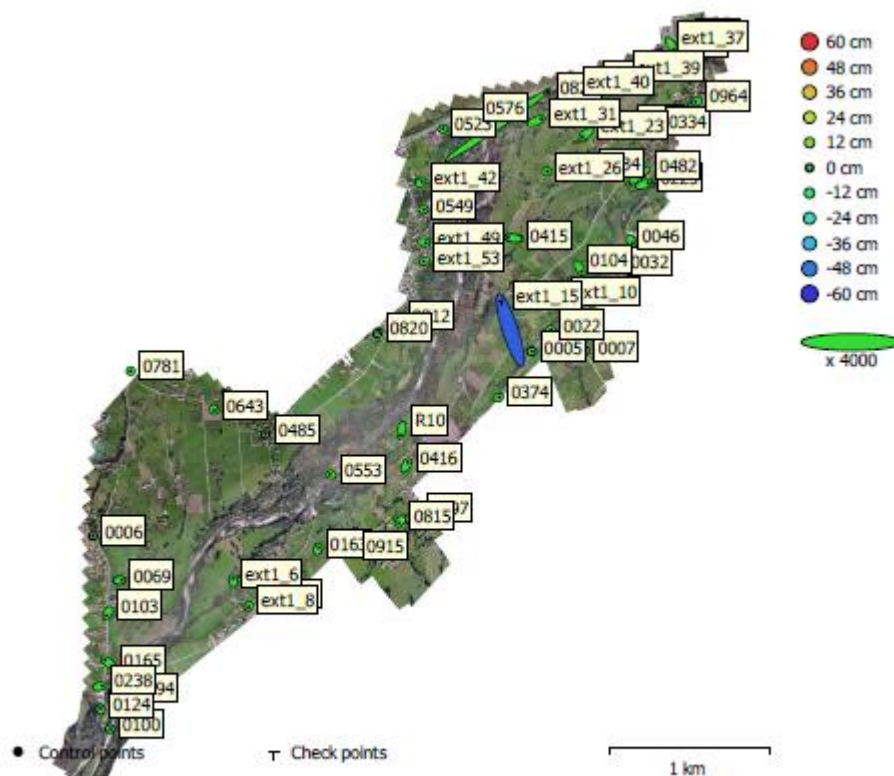 ext1_37
ext1_39
ext1_40
0964
0576
ext1_31
0523
ext1_23
0334
ext1_26
0482
ext1_42
0549
ext1_49
0415
0046
ext1_53
0104
0032
ext1_15
ext1_10
0820
0022
0005
0007
0781
0374
0643
R10
0485
0416
0553
0815
0006
0915
ext1_6
0069
ext1_8
0103
0165
0238
0124
0100
60 cm
48 cm
36 cm
24 cm
12 cm
0 cm
-12 cm
-24 cm
-36 cm
-48 cm
-60 cm
x 4000
Control points
Check points
1 km